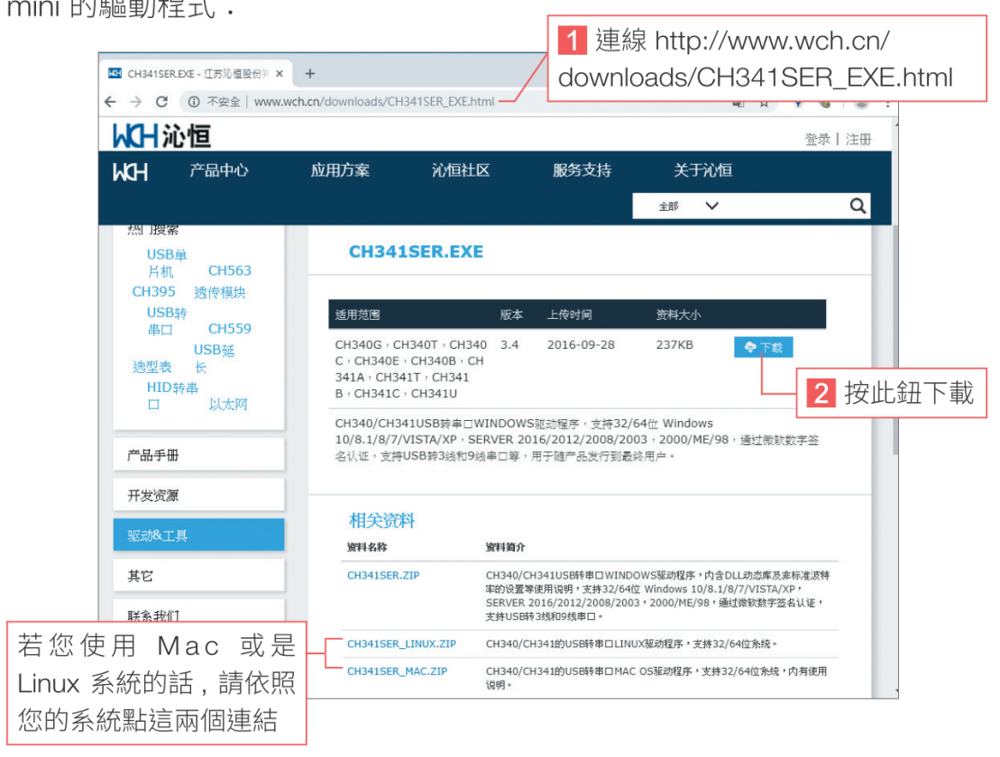 mini 的驅動程式：
1 連線 http://www.wch.cn/
downloads/CH341SER_EXE.html
CH341SER.EXE - 江苏沁恒股份有
不安全 | www.wch.cn/downloads/CH341SER_EXE.html
WCH 沁恒
登录 | 注册
WCH 产品中心 应用方案 沁恒社区 服务支持 关于沁恒
全部
热门搜索
USB单
片机 CH563
CH395 透传模块
USB转
串口 CH559
USB延
选型表 长
HID转串
口 以太网
产品手册
开发资源
驱动&工具
其它
联系我们
CH341SER.EXE
适用范围 版本 上传时间 资料大小
CH340G，CH340T，CH340 3.4 2016-09-28 237KB 下载
C，CH340E，CH340B，CH
341A，CH341T，CH341
B，CH341C，CH341U
2 按此鈕下載
CH340/CH341USB转串口WINDOWS驱动程序，支持32/64位 Windows
10/8.1/8/7/VISTA/XP，SERVER 2016/2012/2008/2003，2000/ME/98，通过微软数字签
名认证，支持USB转3线和9线串口等，用于随产品发行到最终用户。
相关资料
资料名称 资料简介
CH341SER.ZIP CH340/CH341USB转串口WINDOWS驱动程序，内含DLL动态库及非标准波特
率的设置等使用说明，支持32/64位 Windows 10/8.1/8/7/VISTA/XP，
SERVER 2016/2012/2008/2003，2000/ME/98，通过微软数字签名认证，
支持USB转3线和9线串口。
CH341SER_LINUX.ZIP CH340/CH341的USB转串口LINUX驱动程序，支持32/64位系统。
CH341SER_MAC.ZIP CH340/CH341的USB转串口MAC OS驱动程序，支持32/64位系统，内有使用
说明。
若您使用 Mac 或是
Linux 系統的話，請依照
您的系統點這兩個連結